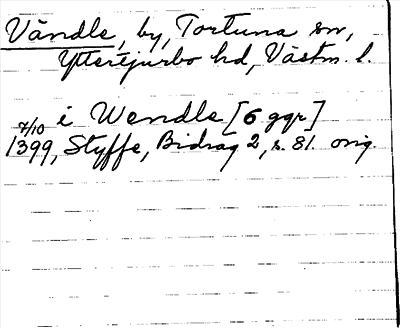 Vändle, by, Tortuna sn,
Yttertjurbo hd, Västm. l.
i Wendle [6 ggr]
7/10
1399, Styffe, Bidrag 2, s. 81. orig.